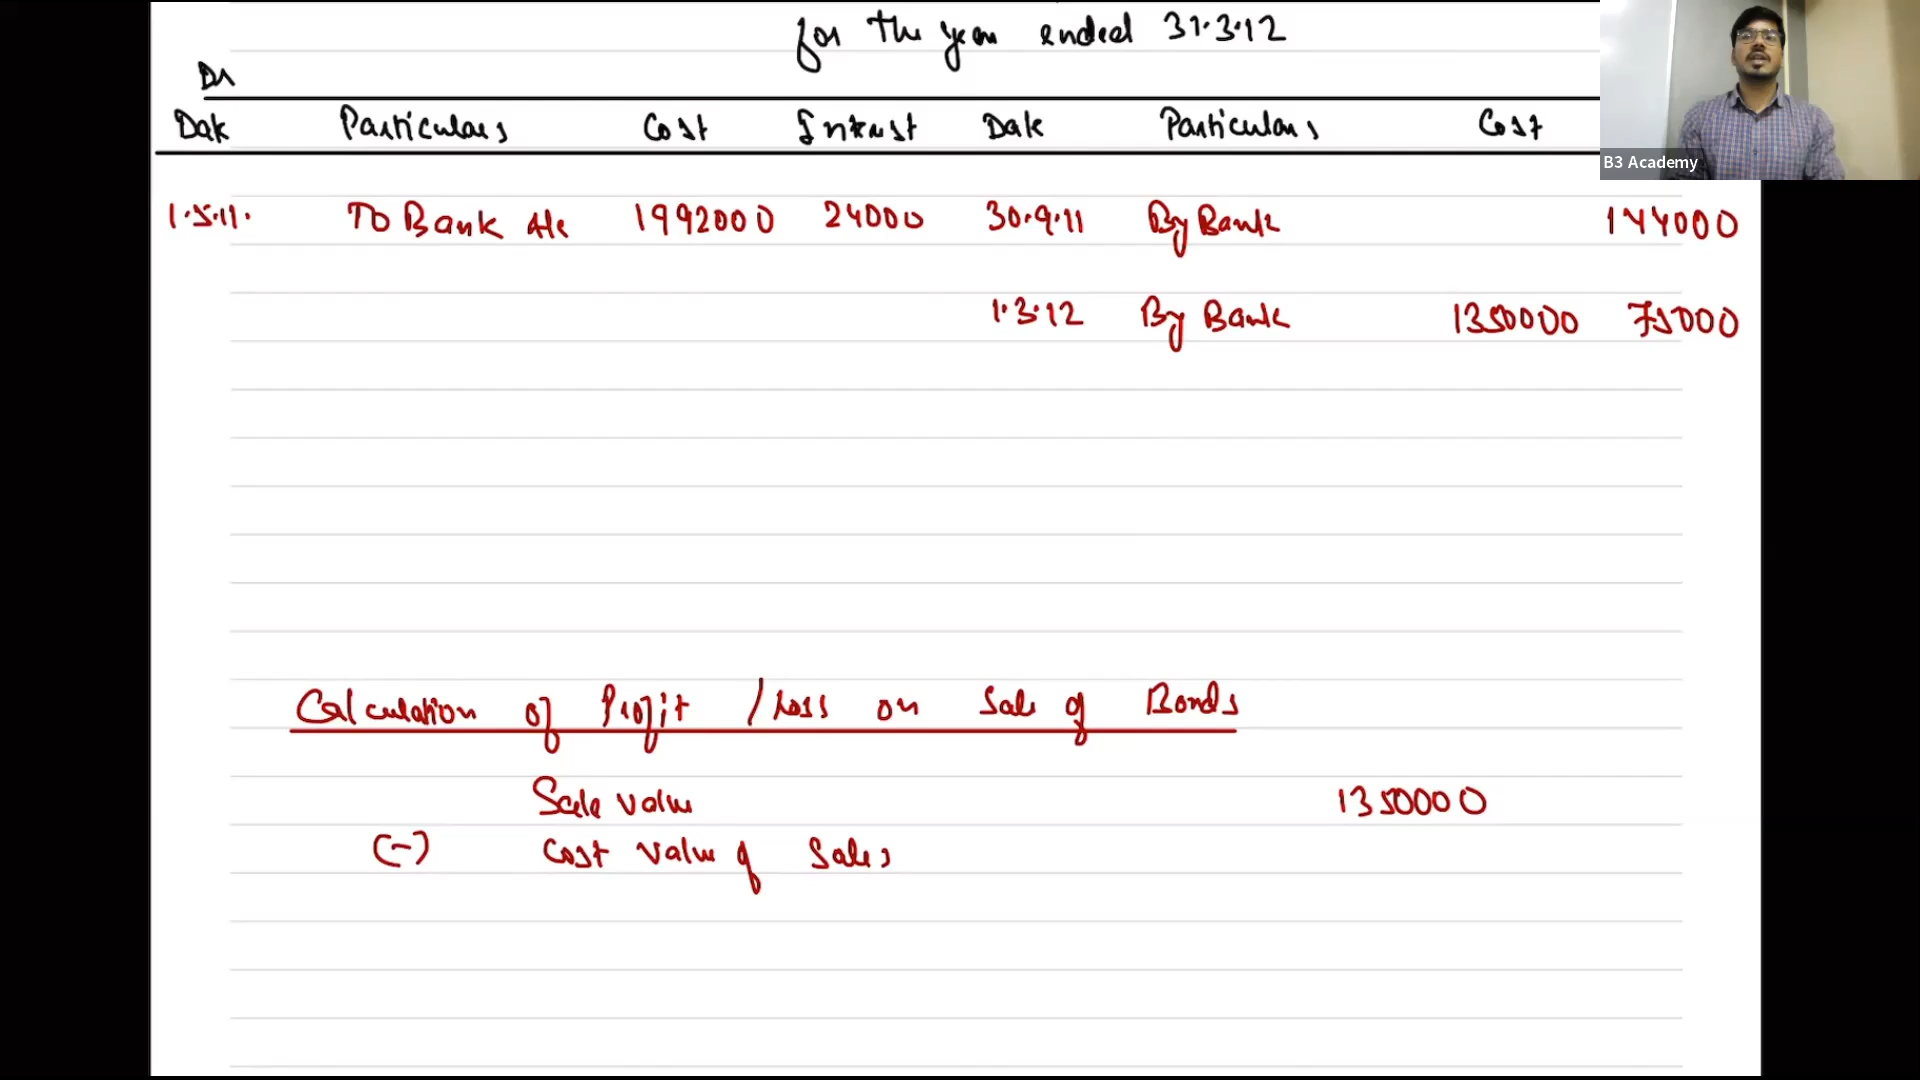 for the year ended 31.3.12
Dr
Date Particulars Cost Interest Date Particulars Cost
B3 Academy
1.5.11. To Bank A/c 1992000 24000 30.9.11 By Bank 144000
1.3.12 By Bank 1350000 75000
Calculation of Profit /Loss on Sale of Bonds
Sale value 1350000
(-) Cost value of Sales